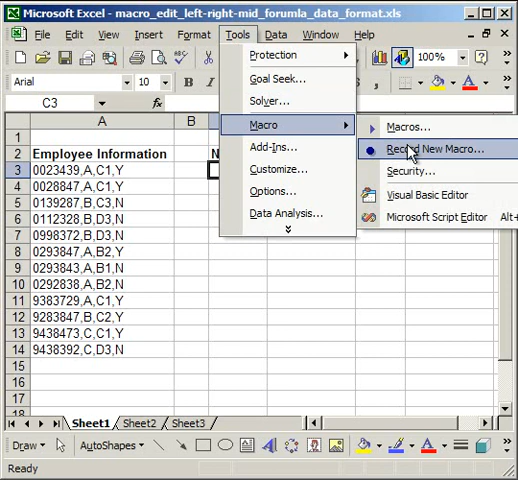 Microsoft Excel - macro_edit_left-right-mid_forumla_data_format.xls
File Edit View Insert Format Tools Data Window Help
100%
Arial 10 B I
C3 fx
A B
1
2 Employee Information N
3 0023439,A,C1,Y
4 0028847,A,C1,Y
5 0139287,B,C3,N
6 0112328,B,D3,N
7 0998372,B,D3,N
8 0293847,A,B2,Y
9 0293843,A,B1,N
10 0292838,A,B2,N
11 9383729,A,C1,Y
12 9283847,B,C2,Y
13 9438473,C,C1,N
14 9438392,C,D3,N
15
16
17
18
Protection
Goal Seek...
Solver...
Macro
Add-Ins...
Customize...
Options...
Data Analysis...
Macros...
Record New Macro...
Security...
Visual Basic Editor
Microsoft Script Editor Alt+
Sheet1 Sheet2 Sheet3
Draw AutoShapes
Ready